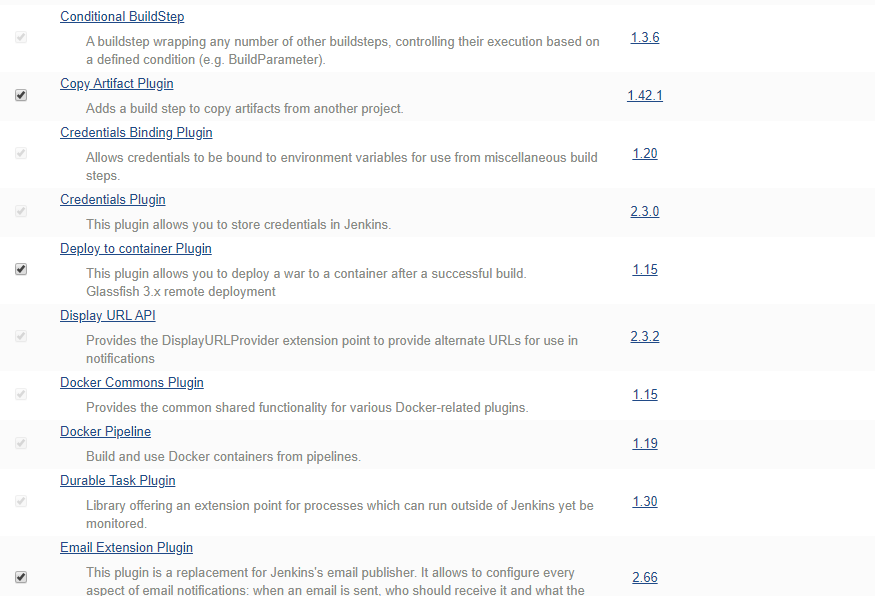 Conditional BuildStep
A buildstep wrapping any number of other buildsteps, controlling their execution based on
a defined condition (e.g. BuildParameter).
1.3.6
Copy Artifact Plugin
Adds a build step to copy artifacts from another project.
1.42.1
Credentials Binding Plugin
Allows credentials to be bound to environment variables for use from miscellaneous build
steps.
1.20
Credentials Plugin
This plugin allows you to store credentials in Jenkins.
2.3.0
Deploy to container Plugin
This plugin allows you to deploy a war to a container after a successful build.
Glassfish 3.x remote deployment
1.15
Display URL API
Provides the DisplayURLProvider extension point to provide alternate URLs for use in
notifications
2.3.2
Docker Commons Plugin
Provides the common shared functionality for various Docker-related plugins.
1.15
Docker Pipeline
Build and use Docker containers from pipelines.
1.19
Durable Task Plugin
Library offering an extension point for processes which can run outside of Jenkins yet be
monitored.
1.30
Email Extension Plugin
This plugin is a replacement for Jenkins's email publisher. It allows to configure every
aspect of email notifications: when an email is sent, who should receive it and what the
2.66